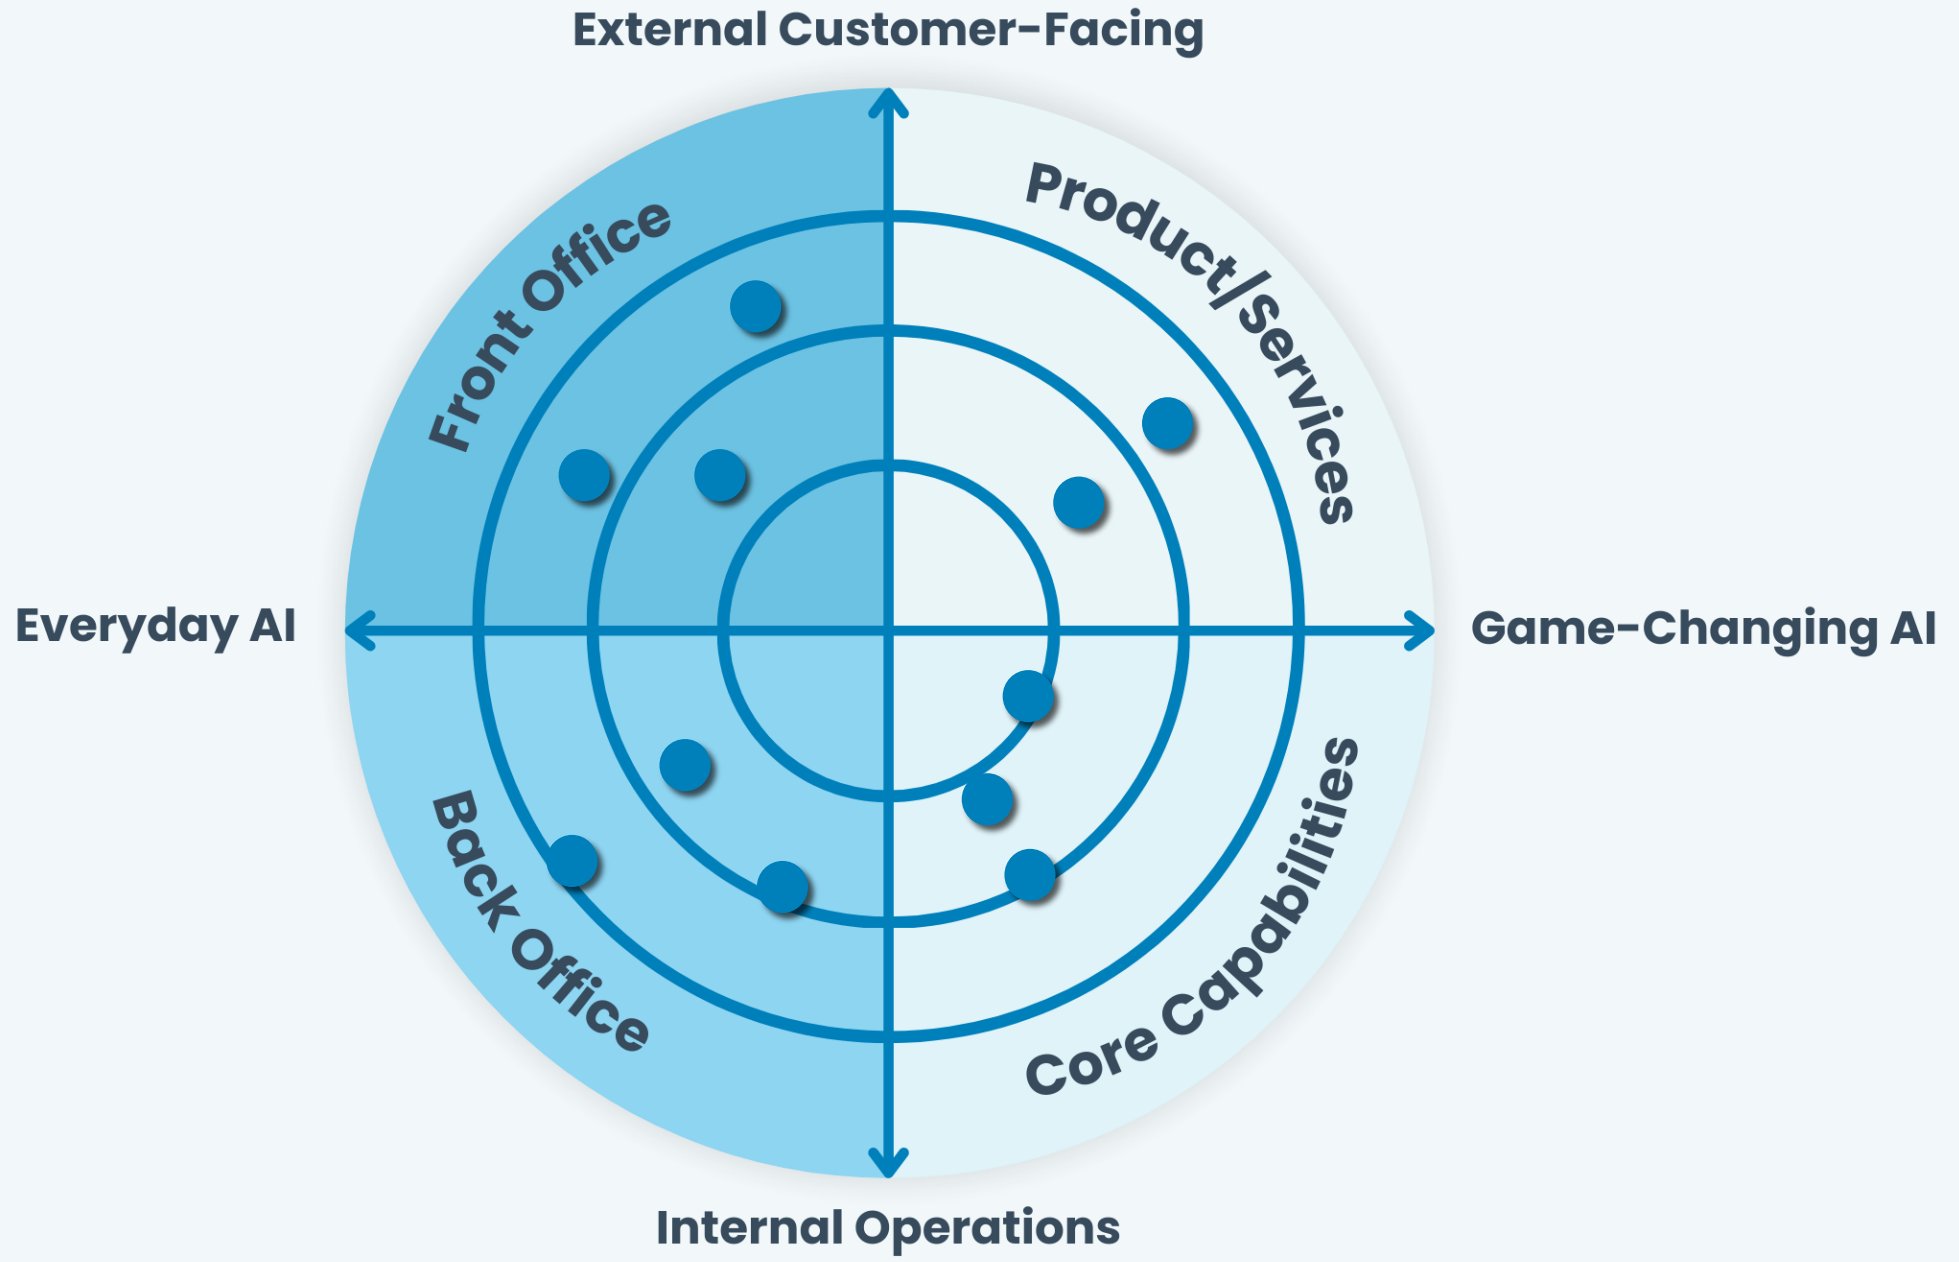 External Customer-Facing
Front Office
Product/Services
Everyday AI
Game-Changing AI
Back Office
Core Capabilities
Internal Operations